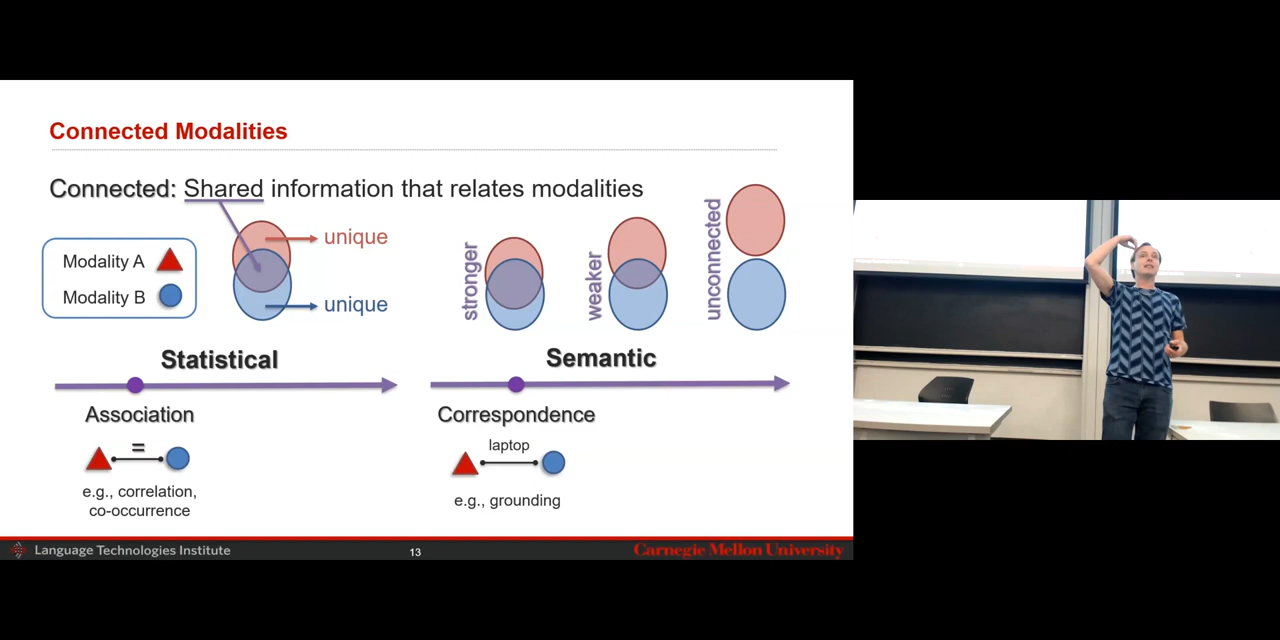 Connected Modalities
Connected: Shared information that relates modalities
Modality A
Modality B
unique
unique
stronger
weaker
unconnected
Statistical
Semantic
Association
=
e.g., correlation,
co-occurrence
Correspondence
laptop
e.g., grounding
Language Technologies Institute
13
Carnegie Mellon University